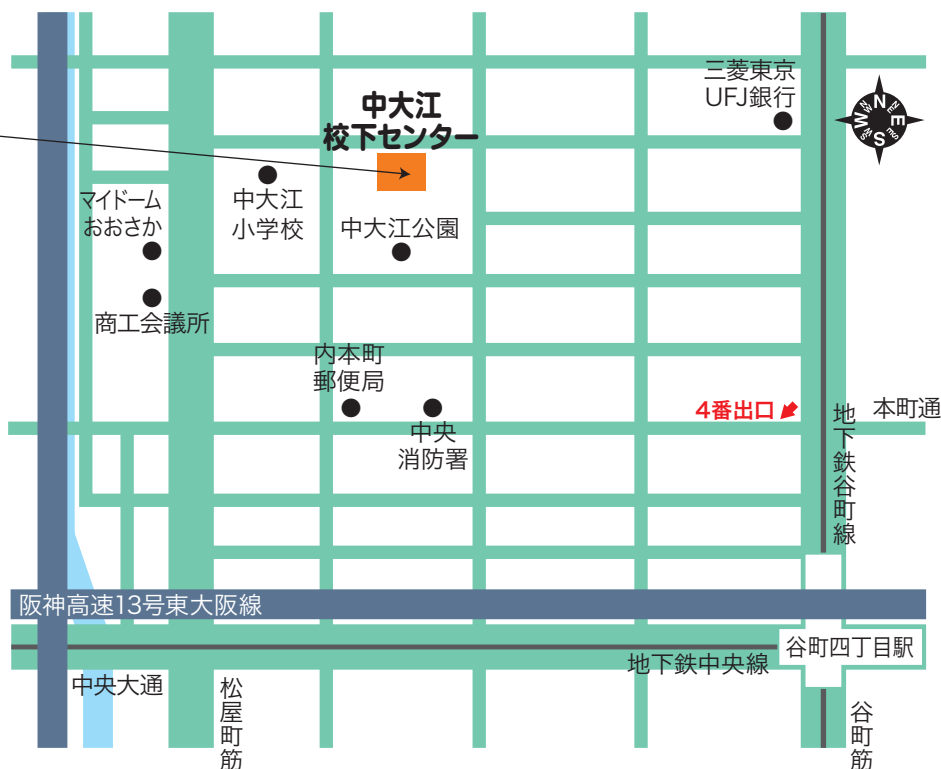 三菱東京
UFJ銀行
N
E
S
W
中大江
校下センター
マイドーム
おおさか
中大江
小学校
中大江公園
商工会議所
内本町
郵便局
中央
消防署
4番出口
本町通
地下鉄谷町線
阪神高速13号東大阪線
谷町四丁目駅
地下鉄中央線
中央大通
松屋町筋
谷町筋